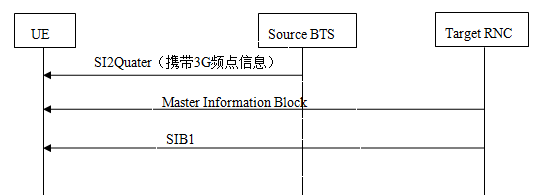 UE
Source BTS
Target RNC
SI2Quater（携带3G频点信息）
Master Information Block
SIB1